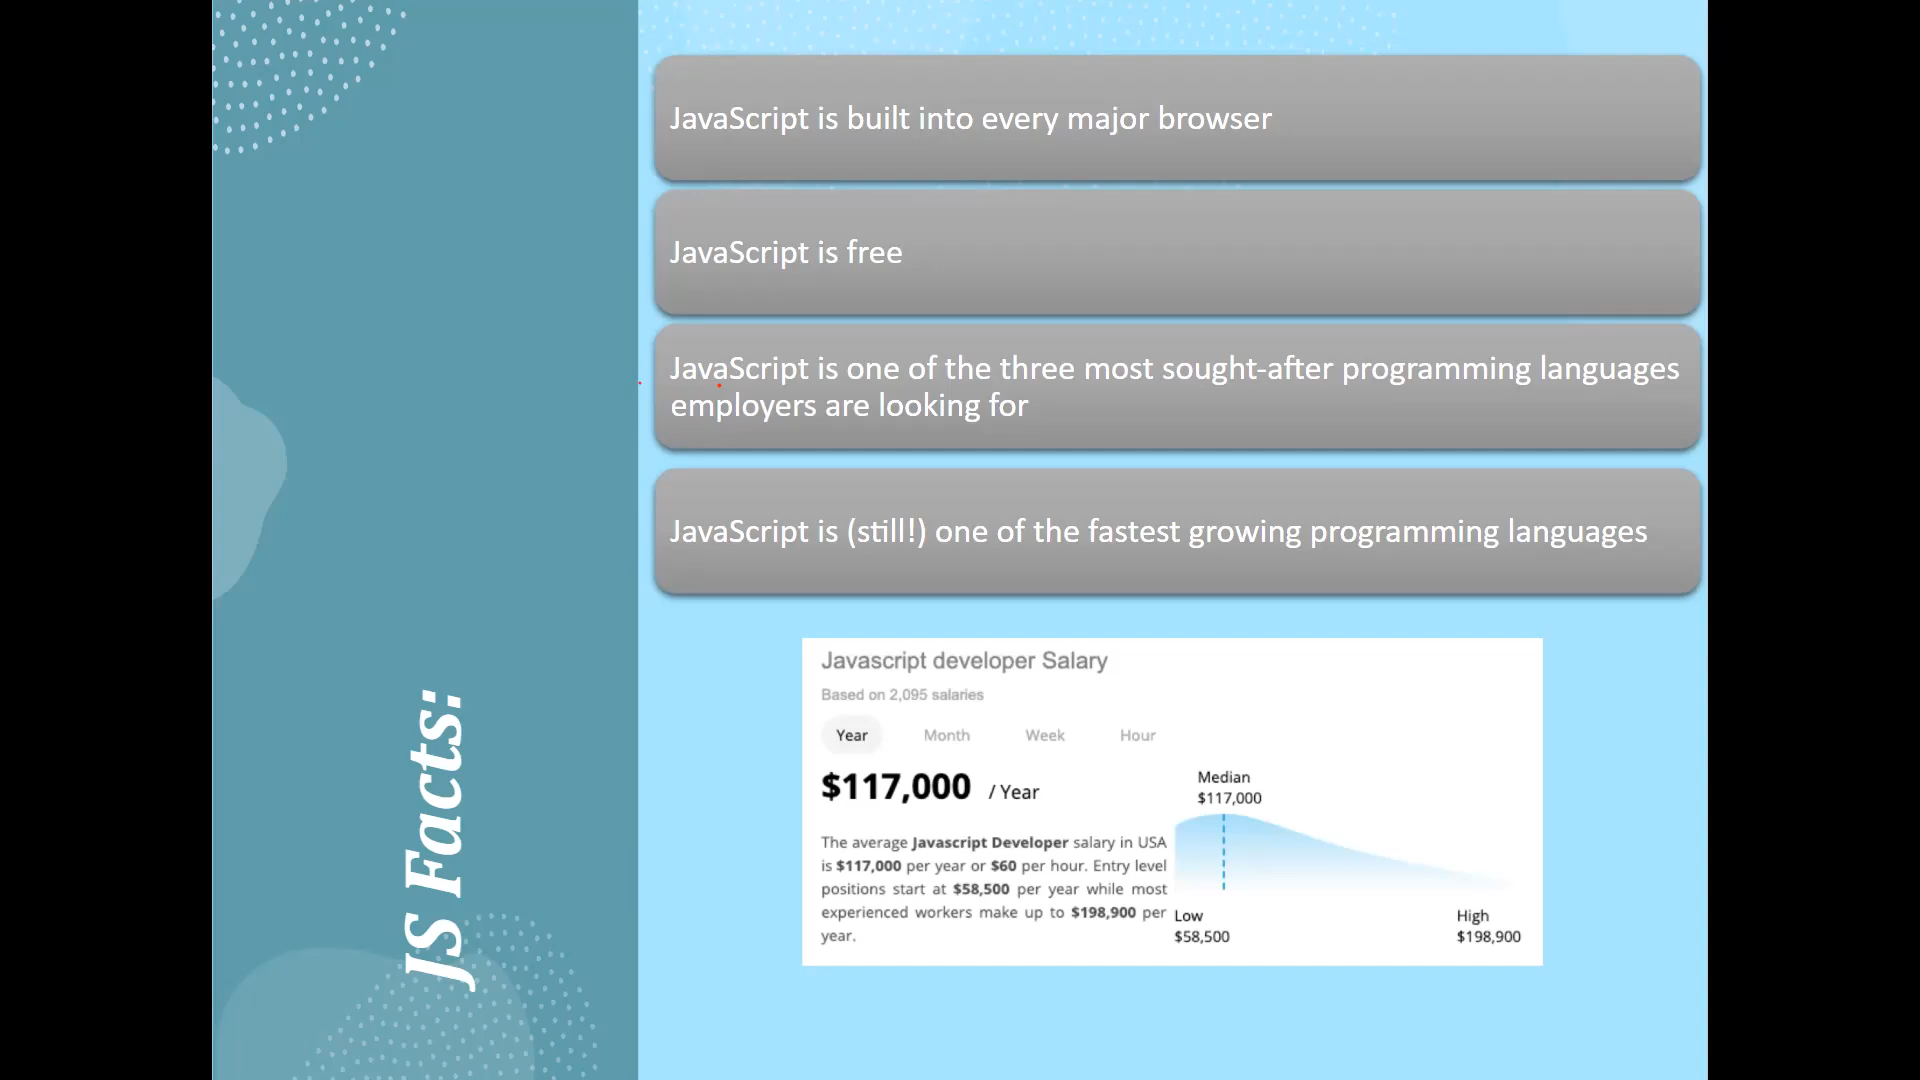 JS Facts:
JavaScript is built into every major browser
JavaScript is free
JavaScript is one of the three most sought-after programming languages
employers are looking for
JavaScript is (still!) one of the fastest growing programming languages
Javascript developer Salary
Based on 2,095 salaries
Year Month Week Hour
$117,000 / Year
The average Javascript Developer salary in USA
is $117,000 per year or $60 per hour. Entry level
positions start at $58,500 per year while most
experienced workers make up to $198,900 per
year.
Median
$117,000
Low
$58,500
High
$198,900